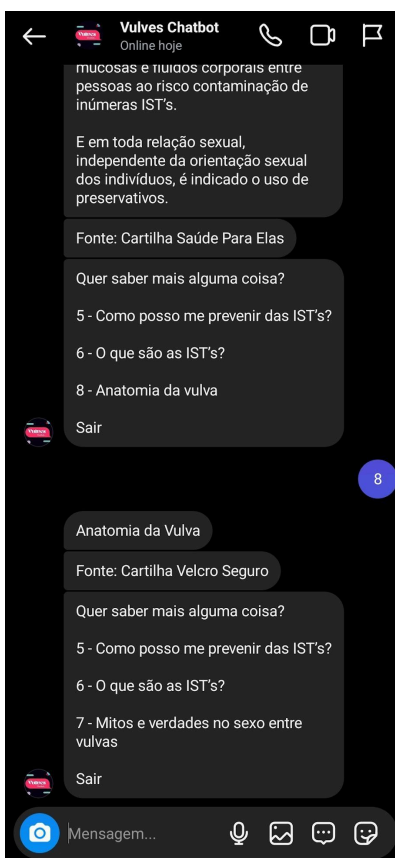 Vulves Chatbot
Online hoje
mucosas e fluidos corporais entre
pessoas ao risco contaminação de
inúmeras IST's.
E em toda relação sexual,
independente da orientação sexual
dos indivíduos, é indicado o uso de
preservativos.
Fonte: Cartilha Saúde Para Elas
Quer saber mais alguma coisa?
5 - Como posso me prevenir das IST's?
6 - O que são as IST's?
8 - Anatomia da vulva
Sair
8
Anatomia da Vulva
Fonte: Cartilha Velcro Seguro
Quer saber mais alguma coisa?
5 - Como posso me prevenir das IST's?
6 - O que são as IST's?
7 - Mitos e verdades no sexo entre
vulvas
Sair
Mensagem...